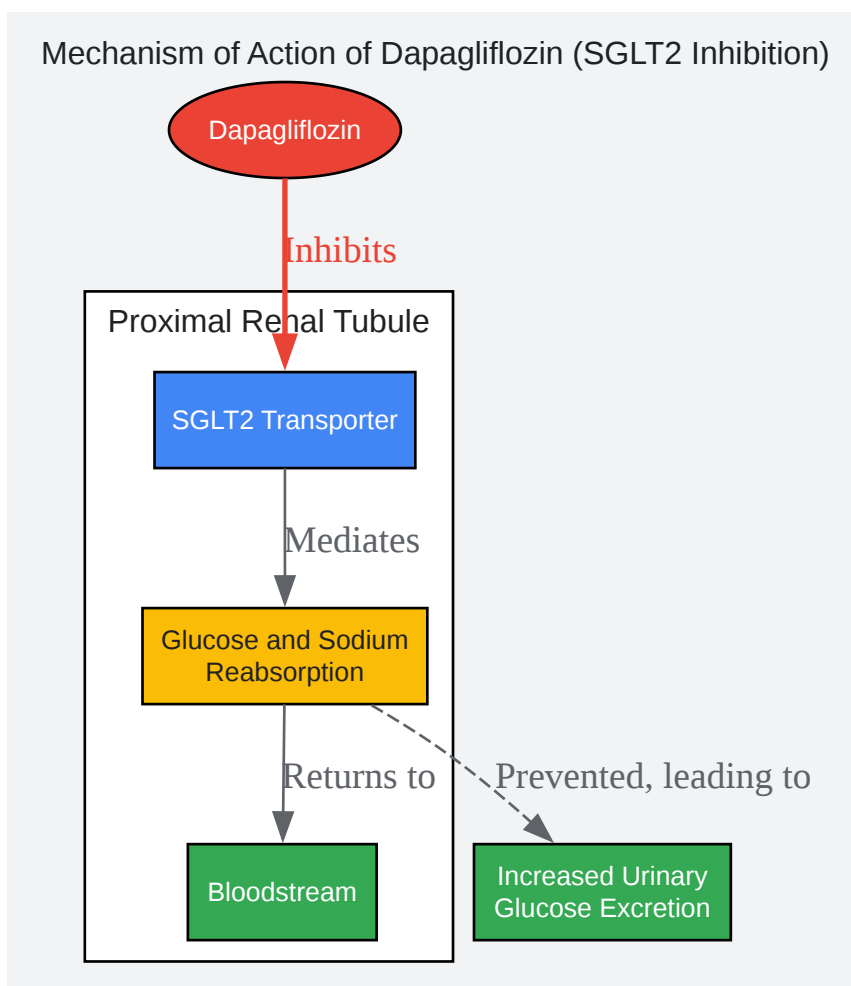 Mechanism of Action of Dapagliflozin (SGLT2 Inhibition)
Dapagliflozin
Inhibits
Proximal Renal Tubule
SGLT2 Transporter
Mediates
Glucose and Sodium
Reabsorption
Returns to
Prevented, leading to
Bloodstream
Increased Urinary
Glucose Excretion